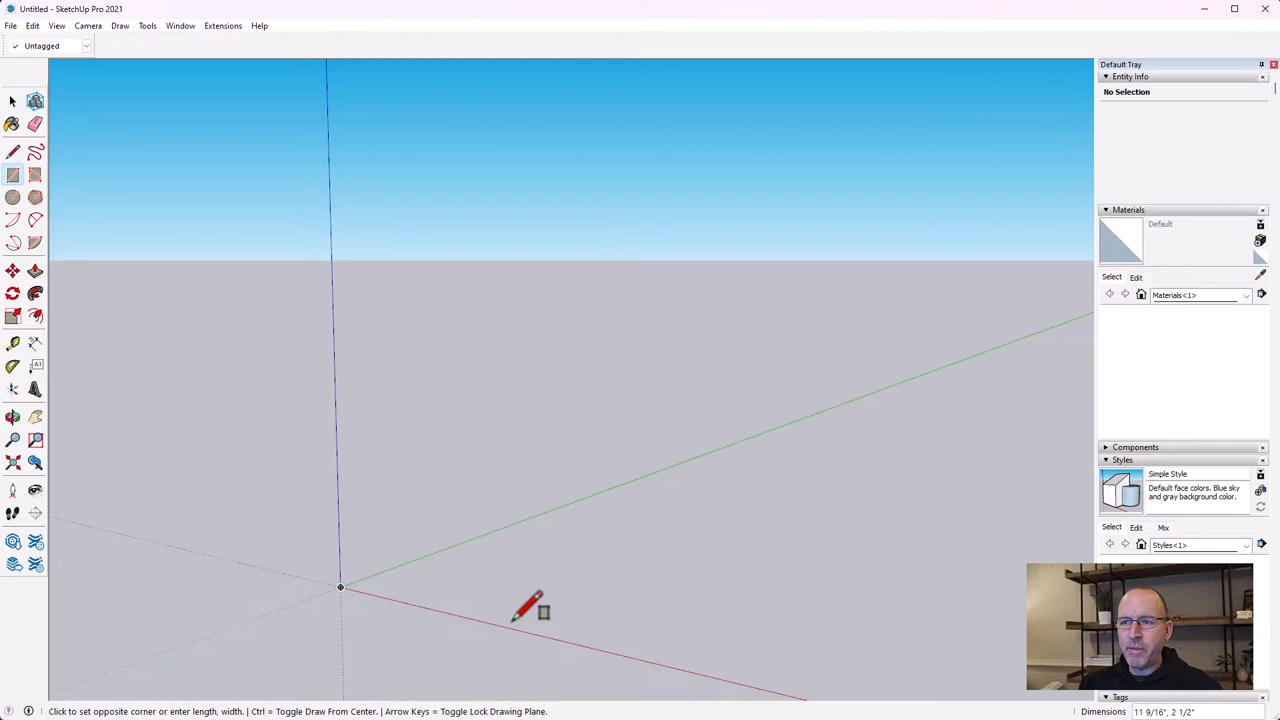 Untitled - SketchUp Pro 2021
File Edit View Camera Draw Tools Window Extensions Help
✓ Untagged
Default Tray
Entity Info
No Selection
Materials
Default
Select Edit
Materials<1>
Components
Styles
Simple Style
Default face colors. Blue sky
and gray background color.
Select Edit Mix
Styles<1>
Tags
Click to set opposite corner or enter length, width. | Ctrl = Toggle Draw From Center. | Arrow Keys = Toggle Lock Drawing Plane.
Dimensions 11 9/16", 2 1/2"